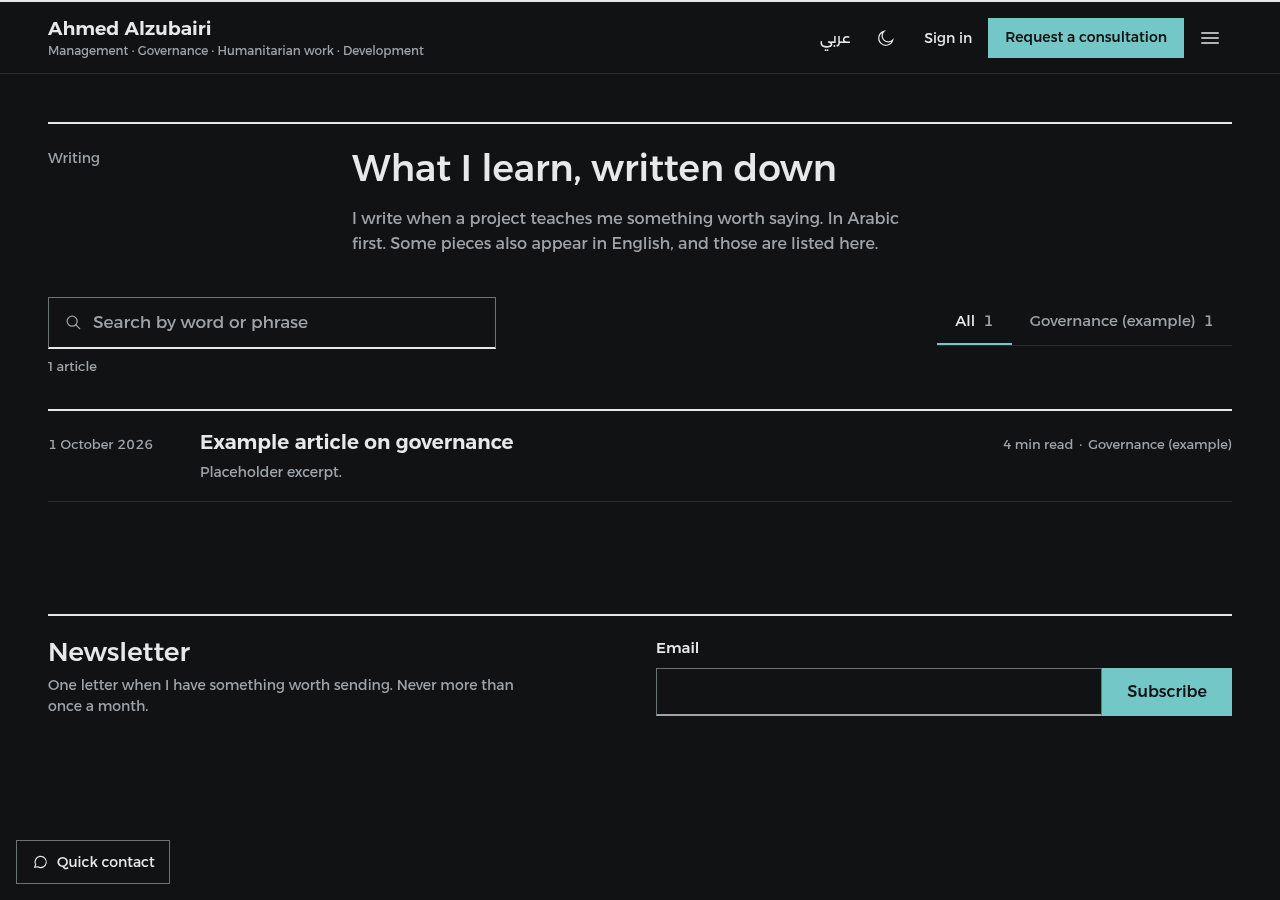 Ahmed Alzubairi
Management · Governance · Humanitarian work · Development
عربي
Sign in
Request a consultation
Writing
What I learn, written down
I write when a project teaches me something worth saying. In Arabic
first. Some pieces also appear in English, and those are listed here.
Search by word or phrase
All 1
Governance (example) 1
1 article
1 October 2026
Example article on governance
4 min read · Governance (example)
Placeholder excerpt.
Newsletter
One letter when I have something worth sending. Never more than
once a month.
Email
Subscribe
Quick contact